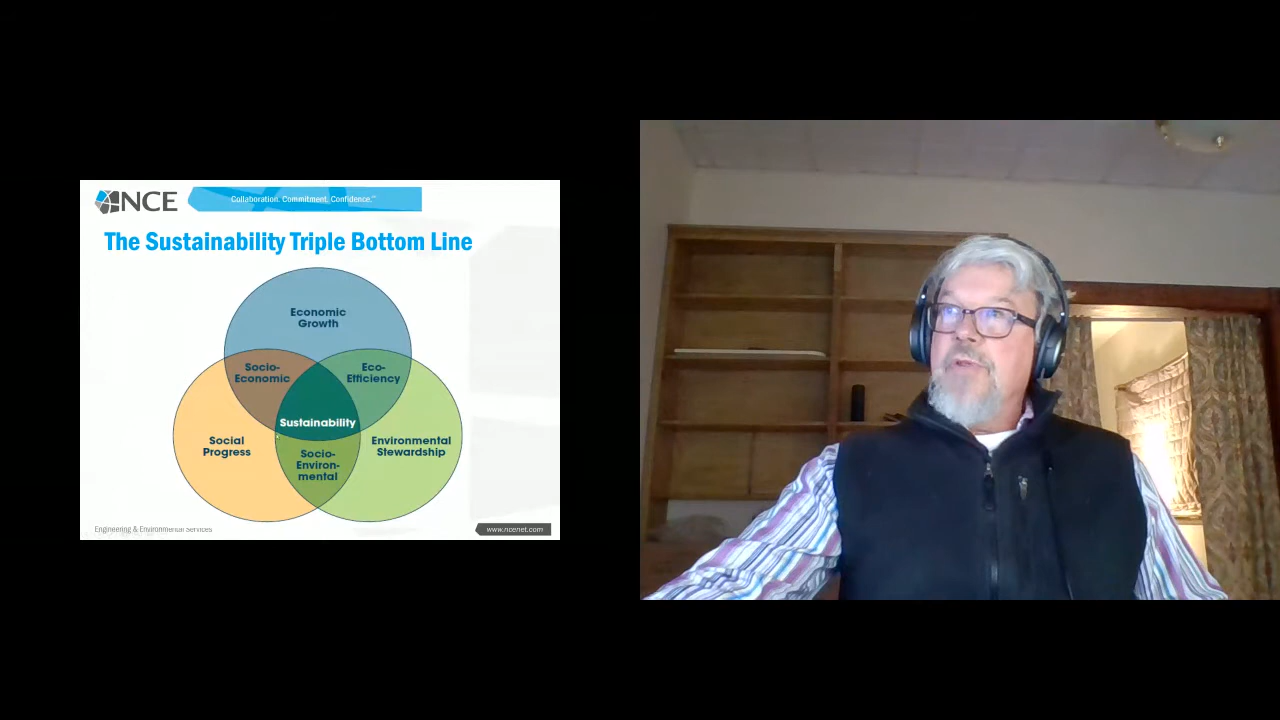 NCE
Collaboration. Commitment. Confidence.™
The Sustainability Triple Bottom Line
Economic
Growth
Socio-
Economic
Eco-
Efficiency
Sustainability
Social
Progress
Environmental
Stewardship
Socio-
Environ-
mental
Engineering & Environmental Services
www.ncenet.com